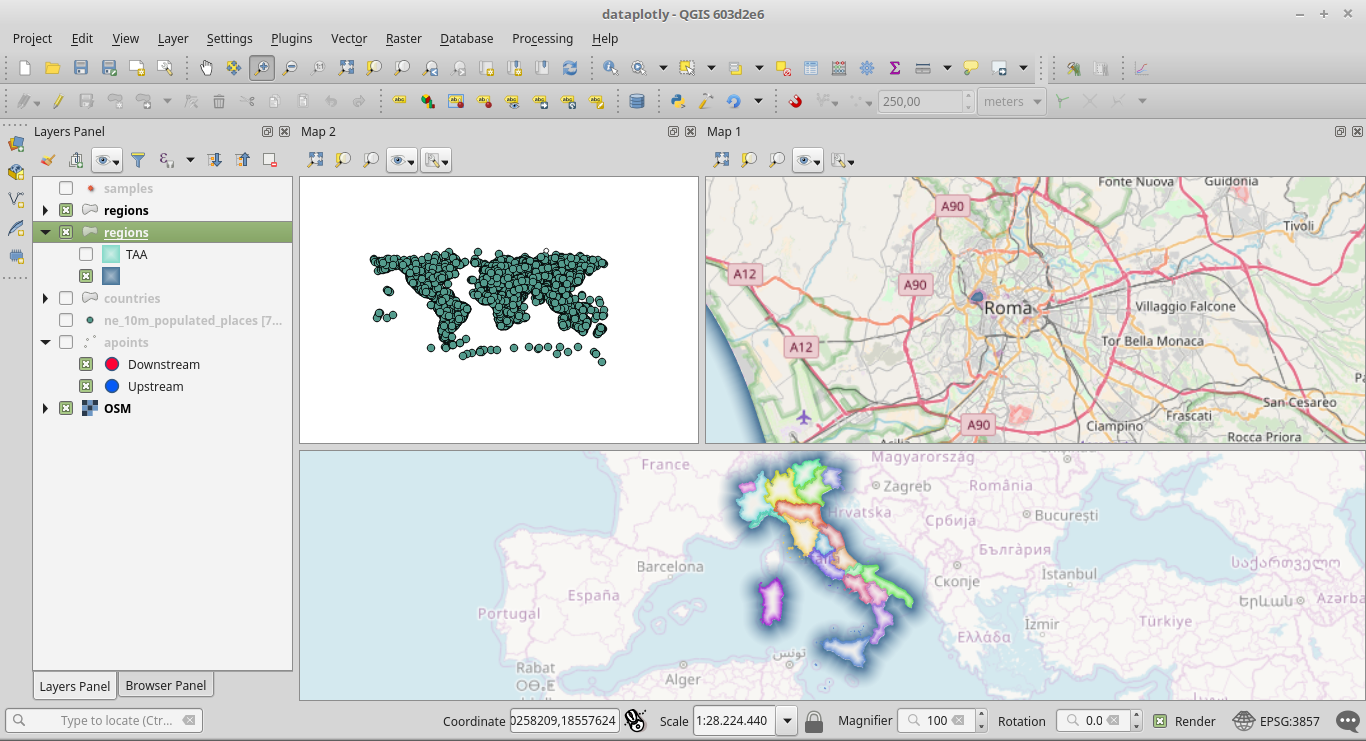 dataplotly - QGIS 603d2e6
Project Edit View Layer Settings Plugins Vector Raster Database Processing Help
250,00 meters
Layers Panel
Map 2
Map 1
samples
regions
regions
TAA
countries
ne_10m_populated_places [7...
apoints
Downstream
Upstream
OSM
Layers Panel Browser Panel
Fonte Nuova Guidonia
A90
Tivoli
A12
A90
Villaggio Falcone
Roma
A12
Tor Bella Monaca
San Cesareo
A90
Ciampino
Frascati
Rocca Priora
France
Magyarország
Zagreb
România
Hrvatska
Србија
București
България
Barcelona
Скопје
İstanbul
საქართველო
España
Երևան
Azərba
Portugal
İzmir
Türkiye
Ελλάδα
تونس
Rabat
Alger
Type to locate (Ctr... Coordinate 0258209,18557624 Scale 1:28.224.440 Magnifier 100 Rotation 0.0 Render EPSG:3857